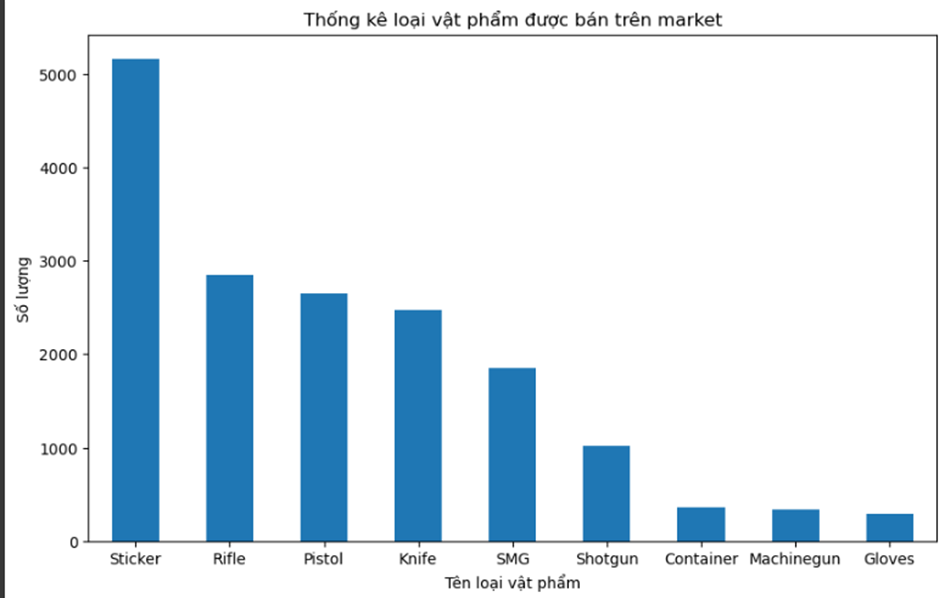 Thống kê loại vật phẩm được bán trên market
Số lượng
5000
4000
3000
2000
1000
0
Sticker Rifle Pistol Knife SMG Shotgun Container Machinegun Gloves
Tên loại vật phẩm